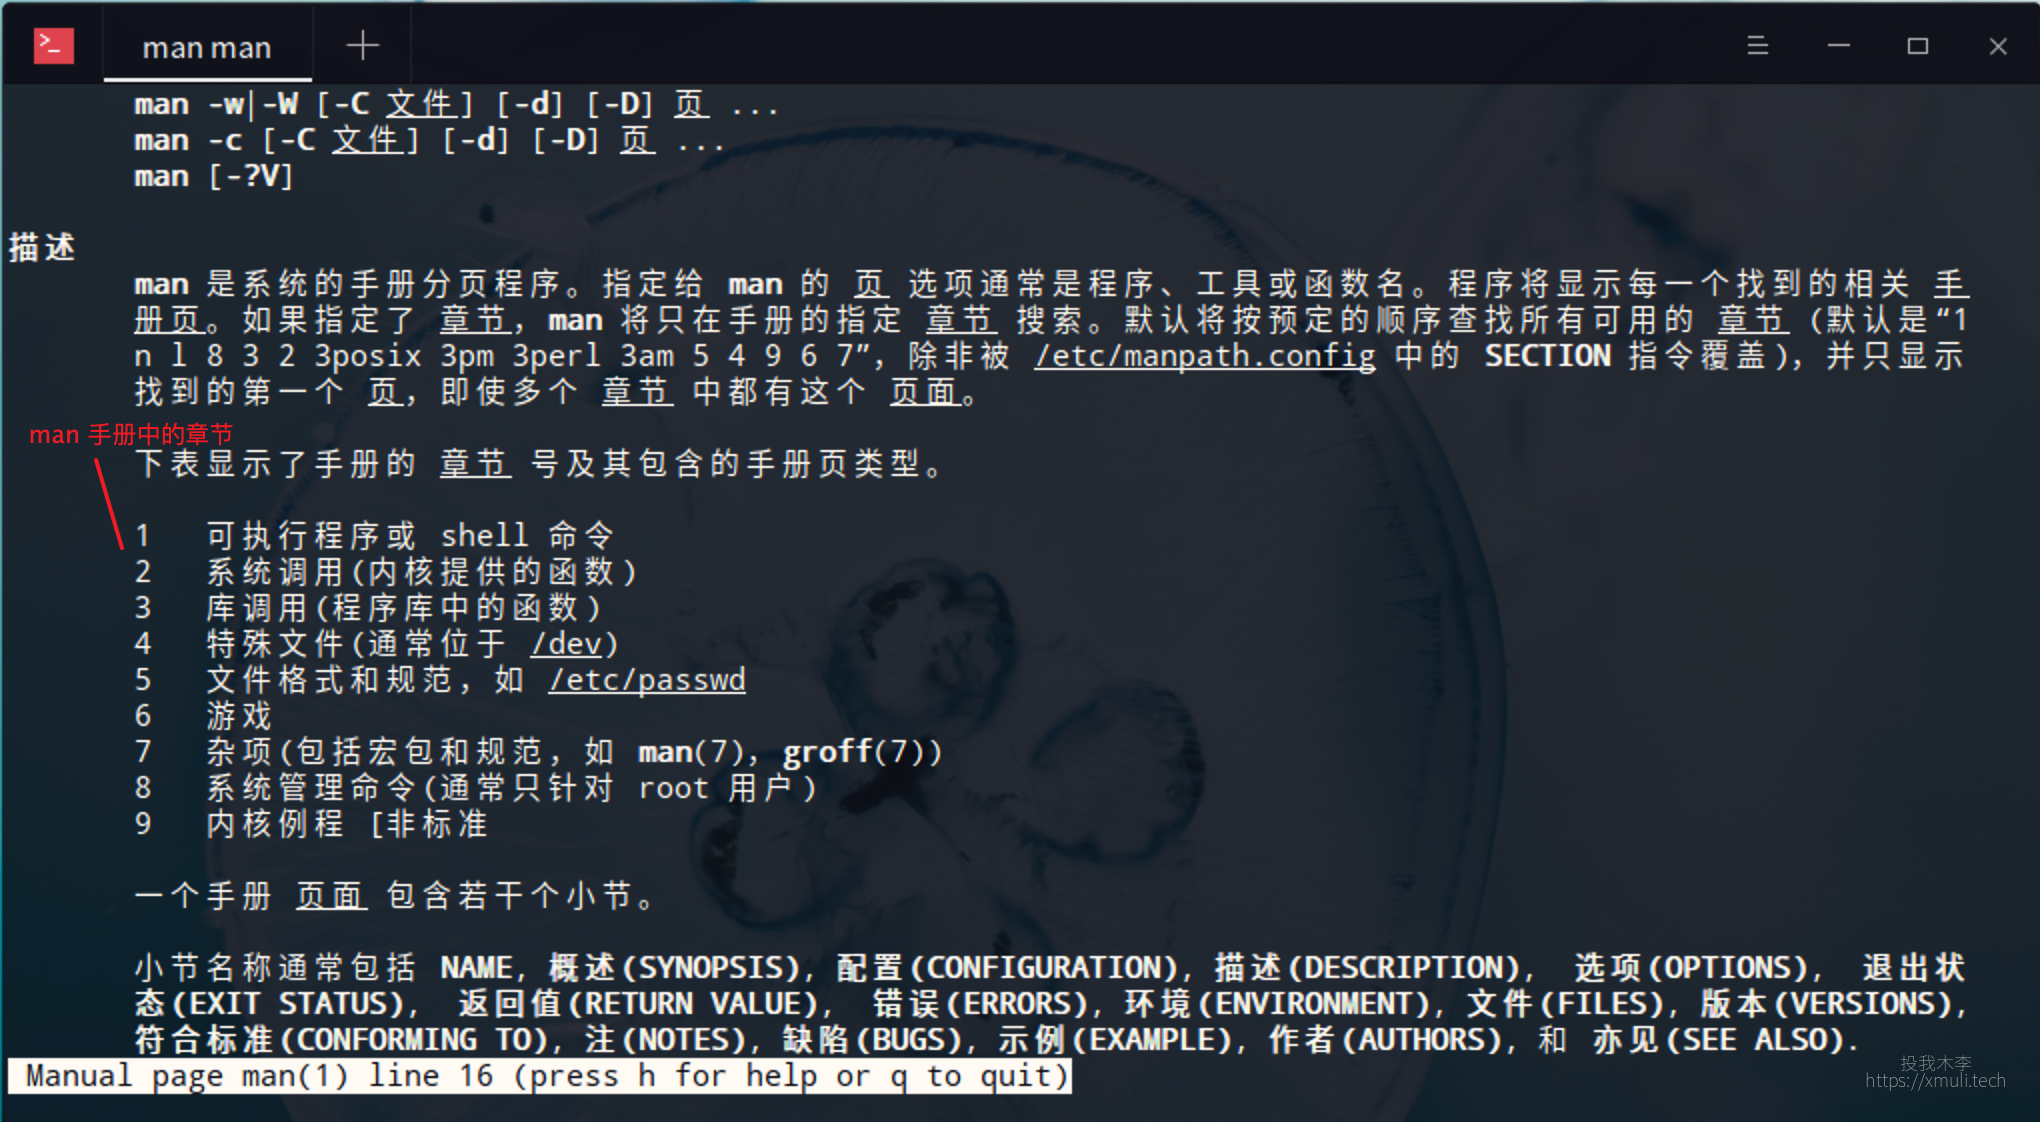 man man
man -w|-W [-C 文件] [-d] [-D] 页 ...
man -c [-C 文件] [-d] [-D] 页 ...
man [-?V]
描述
man 是系统的手册分页程序。指定给 man 的 页 选项通常是程序、工具或函数名。程序将显示每一个找到的相关 手
册页。如果指定了 章节，man 将只在手册的指定 章节 搜索。默认将按预定的顺序查找所有可用的 章节 (默认是“1
n l 8 3 2 3posix 3pm 3perl 3am 5 4 9 6 7”，除非被 /etc/manpath.config 中的 SECTION 指令覆盖)，并只显示
找到的第一个 页，即使多个 章节 中都有这个 页面。
man 手册中的章节
下表显示了手册的 章节 号及其包含的手册页类型。
1 可执行程序或 shell 命令
2 系统调用(内核提供的函数)
3 库调用(程序库中的函数)
4 特殊文件(通常位于 /dev)
5 文件格式和规范，如 /etc/passwd
6 游戏
7 杂项(包括宏包和规范，如 man(7)，groff(7))
8 系统管理命令(通常只针对 root 用户)
9 内核例程 [非标准
一个手册 页面 包含若干个小节。
小节名称通常包括 NAME, 概述(SYNOPSIS), 配置(CONFIGURATION), 描述(DESCRIPTION), 选项(OPTIONS), 退出状
态(EXIT STATUS), 返回值(RETURN VALUE), 错误(ERRORS), 环境(ENVIRONMENT), 文件(FILES), 版本(VERSIONS),
符合标准(CONFORMING TO), 注(NOTES), 缺陷(BUGS), 示例(EXAMPLE), 作者(AUTHORS), 和 亦见(SEE ALSO).
Manual page man(1) line 16 (press h for help or q to quit)
投我木李
https://xmuli.tech